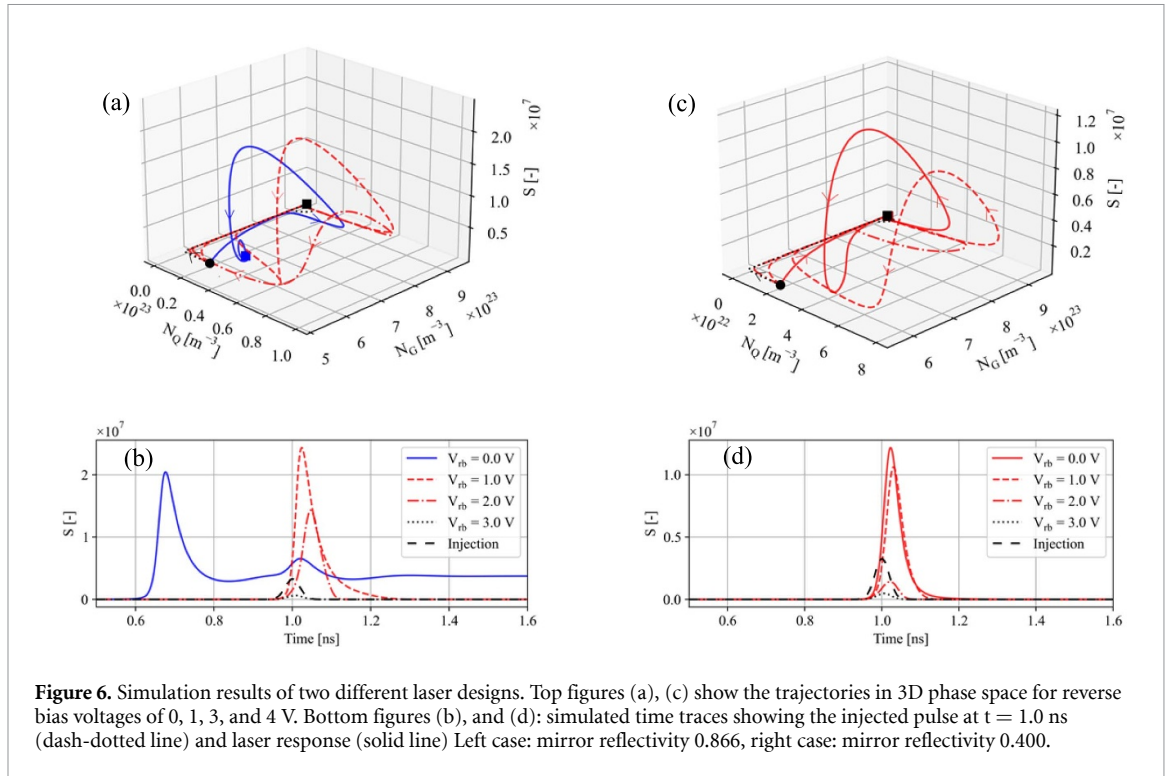 (a)
×10⁷
2.0
1.5
1.0
0.5
S [-]
0.0
0.2
0.4
0.6
0.8
1.0
×10²³
N_Q [m⁻³]
5
6
7
8
9
×10²³
N_G [m⁻³]
(c)
×10⁷
1.2
1.0
0.8
0.6
0.4
0.2
S [-]
0
2
4
6
8
×10²²
N_Q [m⁻³]
6
7
8
9
×10²³
N_G [m⁻³]
×10⁷
(b)
2
1
0
S [-]
V_rb = 0.0 V
V_rb = 1.0 V
V_rb = 2.0 V
V_rb = 3.0 V
Injection
0.6 0.8 1.0 1.2 1.4 1.6
Time [ns]
×10⁷
(d)
1.0
0.5
0.0
S [-]
V_rb = 0.0 V
V_rb = 1.0 V
V_rb = 2.0 V
V_rb = 3.0 V
Injection
0.6 0.8 1.0 1.2 1.4 1.6
Time [ns]
Figure 6. Simulation results of two different laser designs. Top figures (a), (c) show the trajectories in 3D phase space for reverse
bias voltages of 0, 1, 3, and 4 V. Bottom figures (b), and (d): simulated time traces showing the injected pulse at t = 1.0 ns
(dash-dotted line) and laser response (solid line) Left case: mirror reflectivity 0.866, right case: mirror reflectivity 0.400.